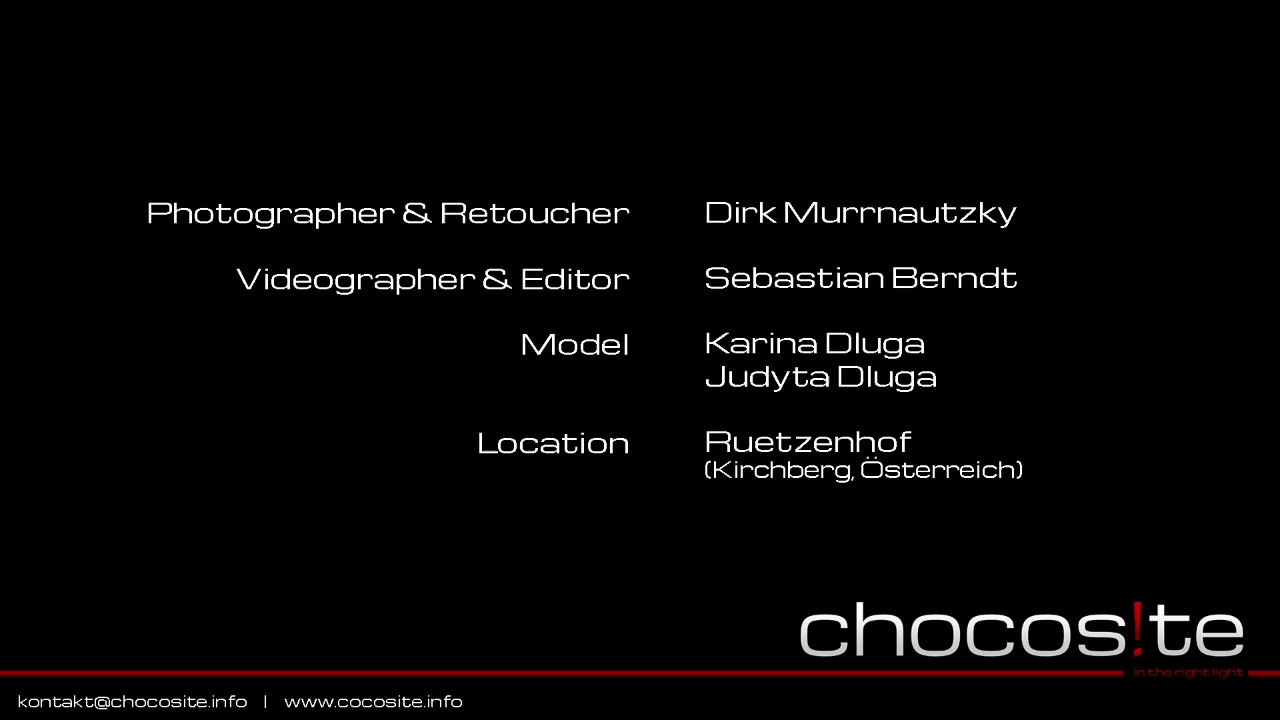 Photographer & Retoucher Dirk Murrnautzky
Videographer & Editor Sebastian Berndt
Model Karina Dluga
Judyta Dluga
Location Ruetzenhof
(Kirchberg, Österreich)
chocos!te
in the right light
kontakt@chocosite.info | www.cocosite.info